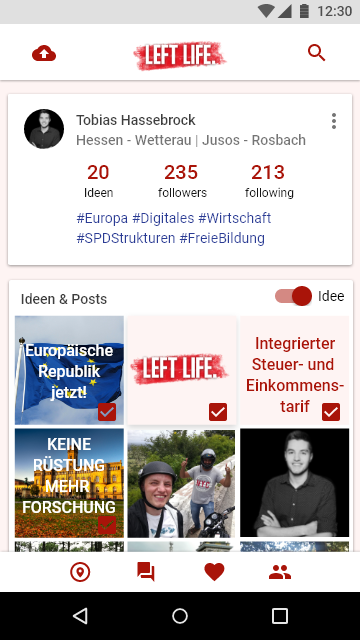 12:30
LEFT LIFE.
Tobias Hassebrock
Hessen - Wetterau | Jusos - Rosbach
20 235 213
Ideen followers following
#Europa #Digitales #Wirtschaft
#SPDStrukturen #FreieBildung
Ideen & Posts Idee
Europäische
Republik
jetzt!
LEFT LIFE.
Integrierter
Steuer- und
Einkommens-
tarif
KEINE
RÜSTUNG
MEHR
FORSCHUNG